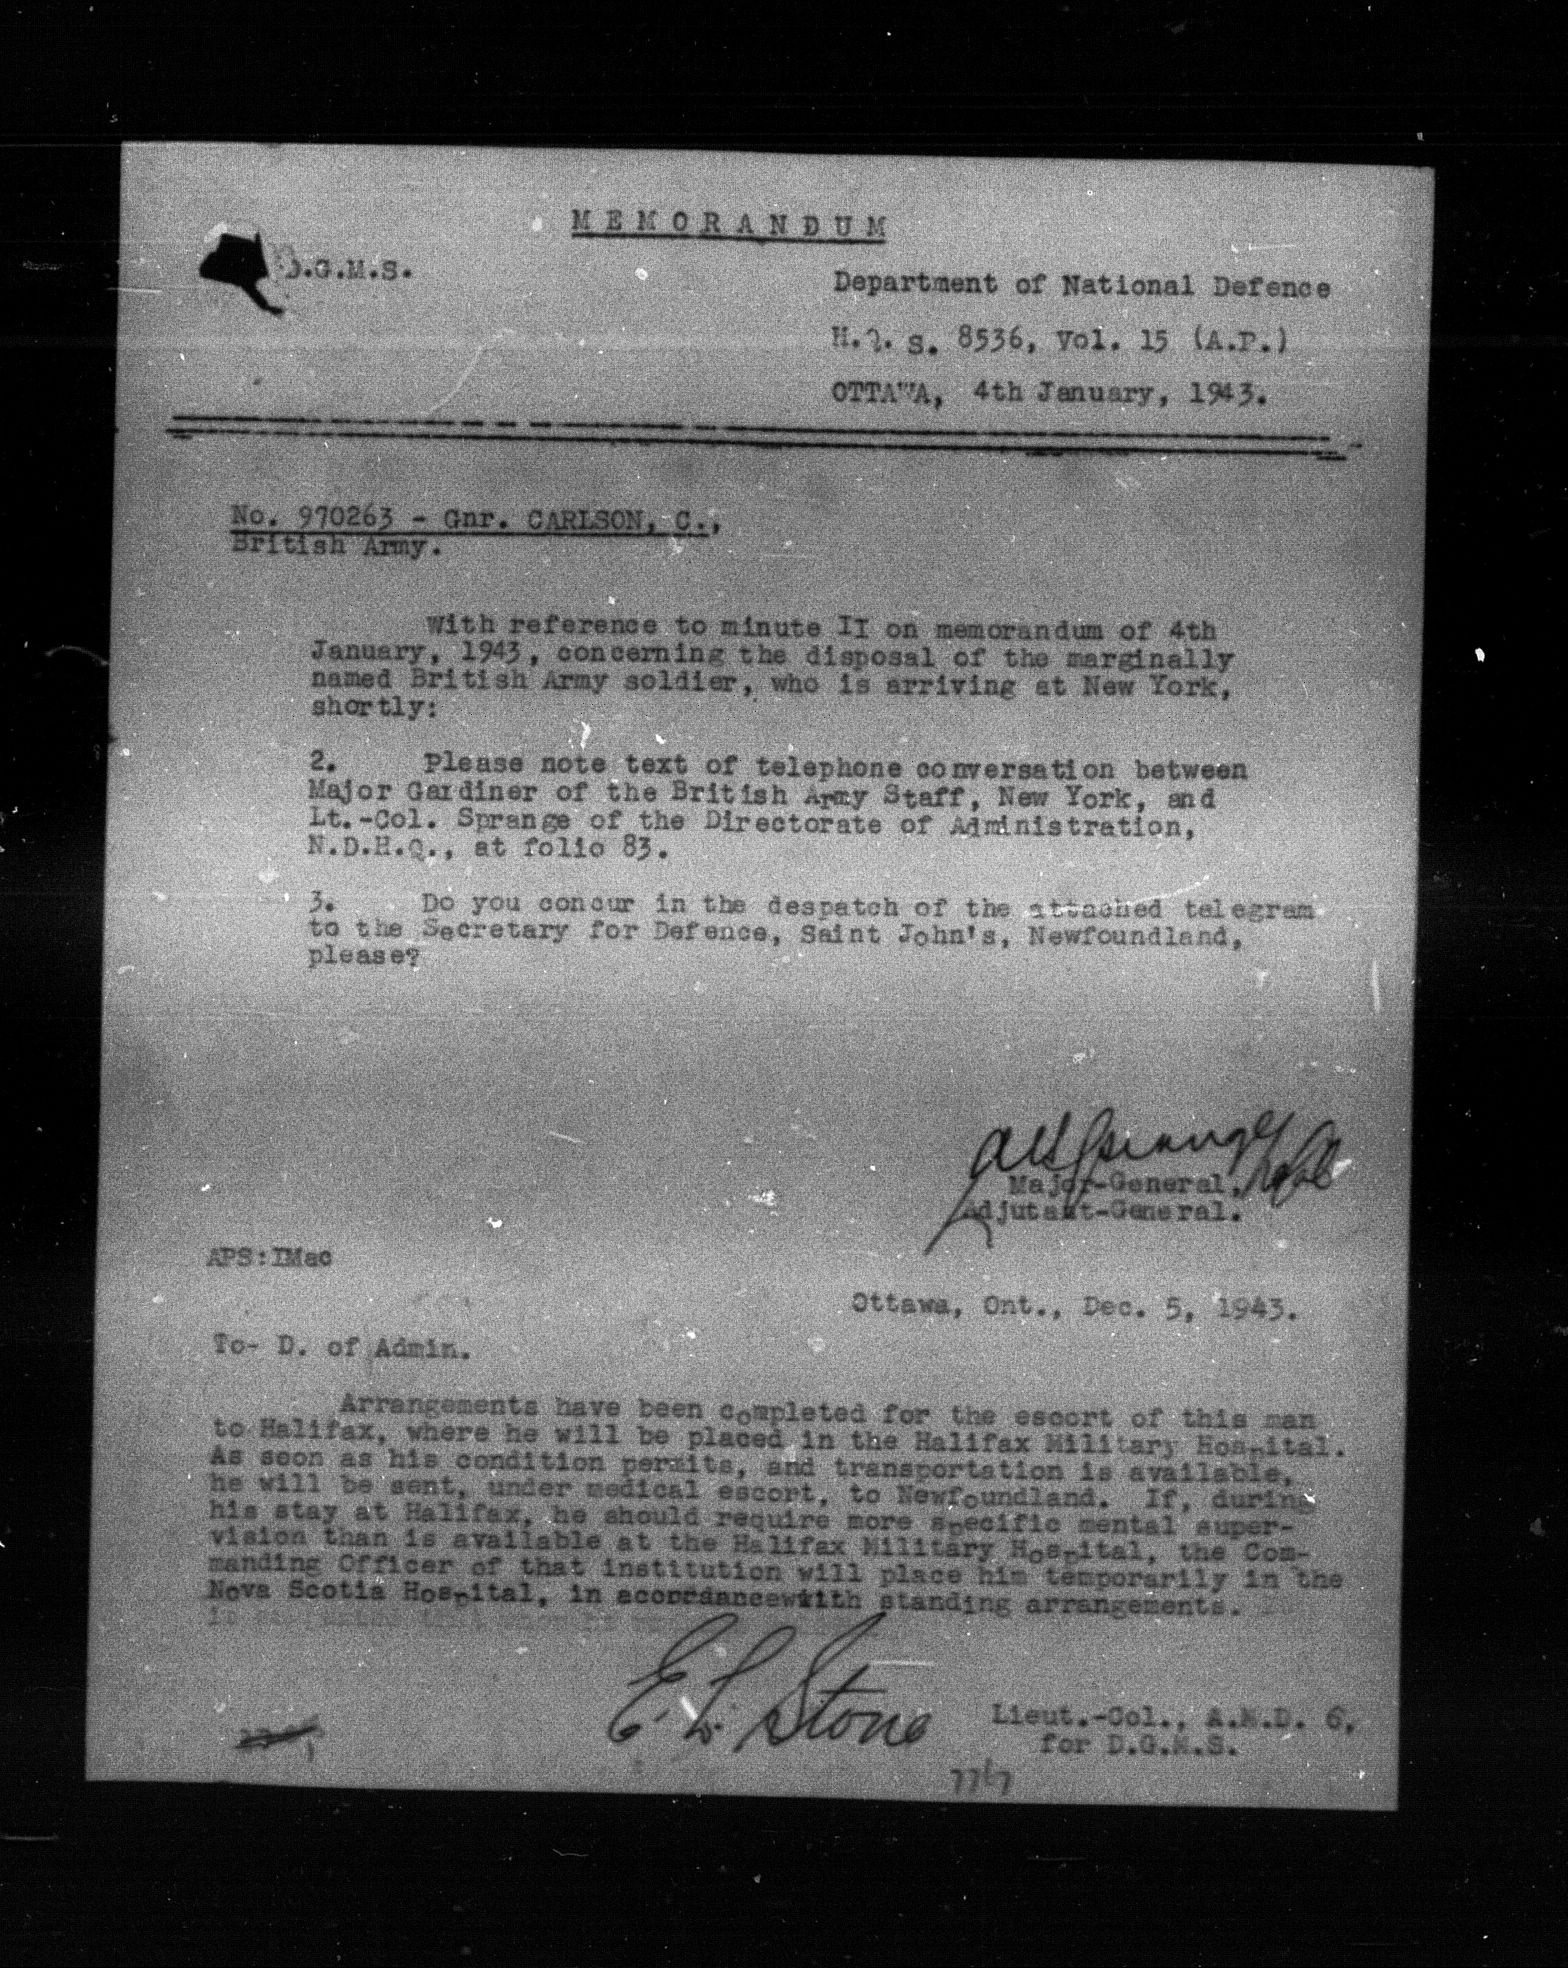 MEMORANDUM
D.G.M.S.
Department of National Defence
H.Q. S. 8536, Vol. 15 (A.P.)
OTTAWA, 4th January, 1943.
No. 970263 - Gnr. CARLSON, C.,
British Army.
With reference to minute II on memorandum of 4th
January, 1943, concerning the disposal of the marginally
named British Army soldier, who is arriving at New York,
shortly:
2. Please note text of telephone conversation between
Major Gardiner of the British Army Staff, New York, and
Lt.-Col. Sprange of the Directorate of Administration,
N.D.H.Q., at folio 83.
3. Do you concur in the despatch of the attached telegram
to the Secretary for Defence, Saint John's, Newfoundland,
please?
Sprange
Major-General,
Adjutant-General.
APS:IMac
Ottawa, Ont., Dec. 5, 1943.
To- D. of Admin.
Arrangements have been completed for the escort of this man
to Halifax, where he will be placed in the Halifax Military Hospital.
As soon as his condition permits, and transportation is available,
he will be sent, under medical escort, to Newfoundland. If, during
his stay at Halifax, he should require more specific mental super-
vision than is available at the Halifax Military Hospital, the Com-
manding Officer of that institution will place him temporarily in the
Nova Scotia Hospital, in acordancewith standing arrangements.
E. L. Stone
Lieut.-Col., A.M.D. 6,
for D.G.M.S.